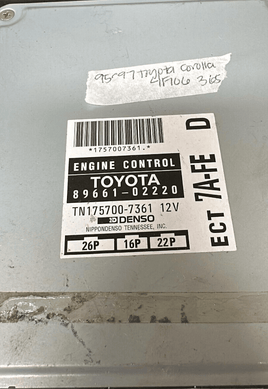 95-97 Toyota Corolla
365
*1757007361.*
ENGINE CONTROL
TOYOTA
89661-02220
TN175700-7361 12V
DENSO
NIPPONDENSO TENNESSEE, INC.
26P 16P 22P
ECT 7A-FE D